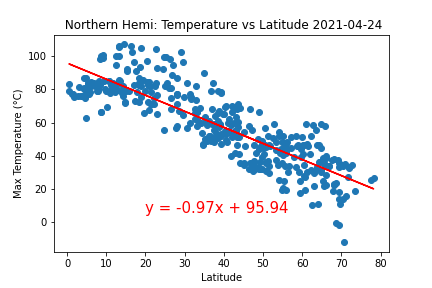 Northern Hemi: Temperature vs Latitude 2021-04-24
100
80
60
40
20
0
Max Temperature (°C)
y = -0.97x + 95.94
0 10 20 30 40 50 60 70 80
Latitude